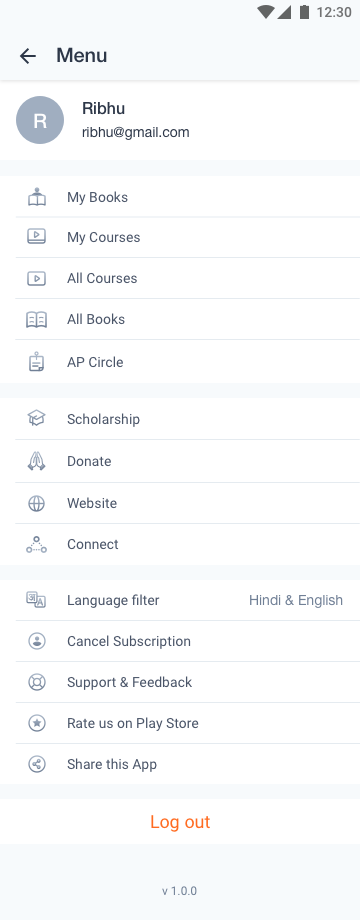 12:30
Menu
R
Ribhu
ribhu@gmail.com
My Books
My Courses
All Courses
All Books
AP Circle
Scholarship
Donate
Website
Connect
Language filter Hindi & English
Cancel Subscription
Support & Feedback
Rate us on Play Store
Share this App
Log out
v 1.0.0